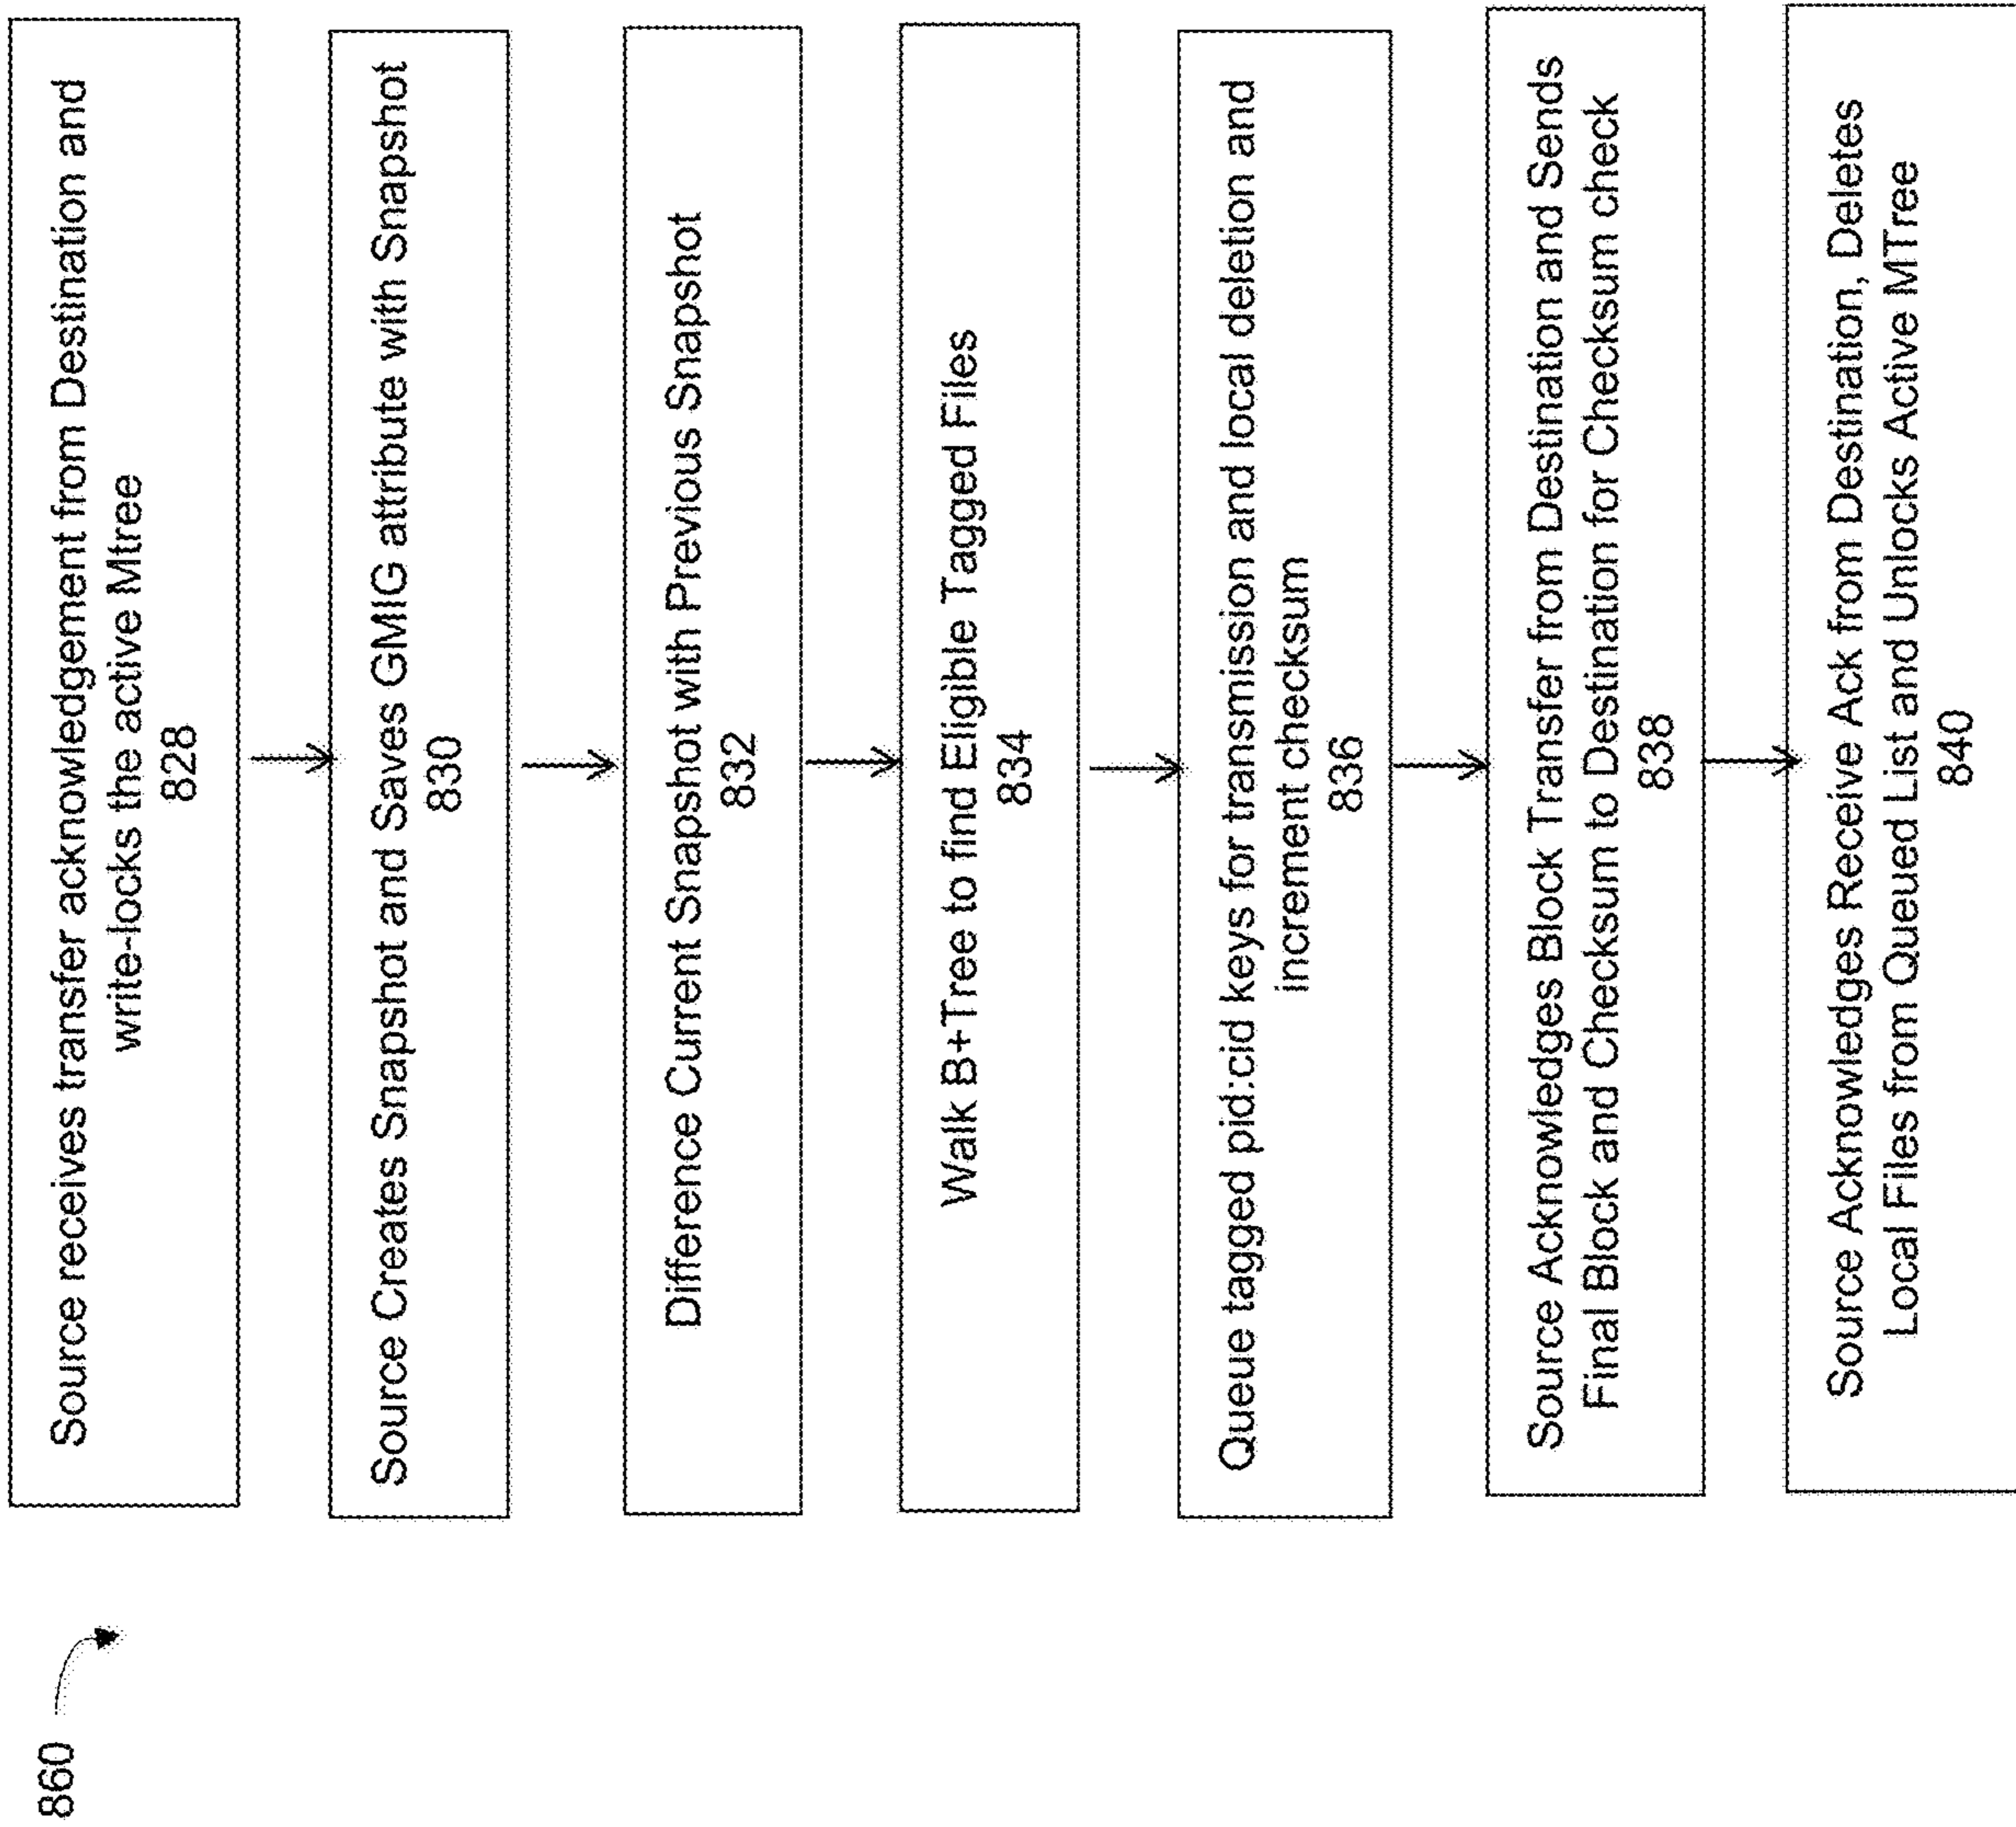 860
Source receives transfer acknowledgement from Destination and
write-locks the active Mtree
828
Source Creates Snapshot and Saves GMIG attribute with Snapshot
830
Difference Current Snapshot with Previous Snapshot
832
Walk B+Tree to find Eligible Tagged Files
834
Queue tagged pid:cid keys for transmission and local deletion and
increment checksum
836
Source Acknowledges Block Transfer from Destination and Sends
Final Block and Checksum to Destination for Checksum check
838
Source Acknowledges Receive Ack from Destination, Deletes
Local Files from Queued List and Unlocks Active MTree
840